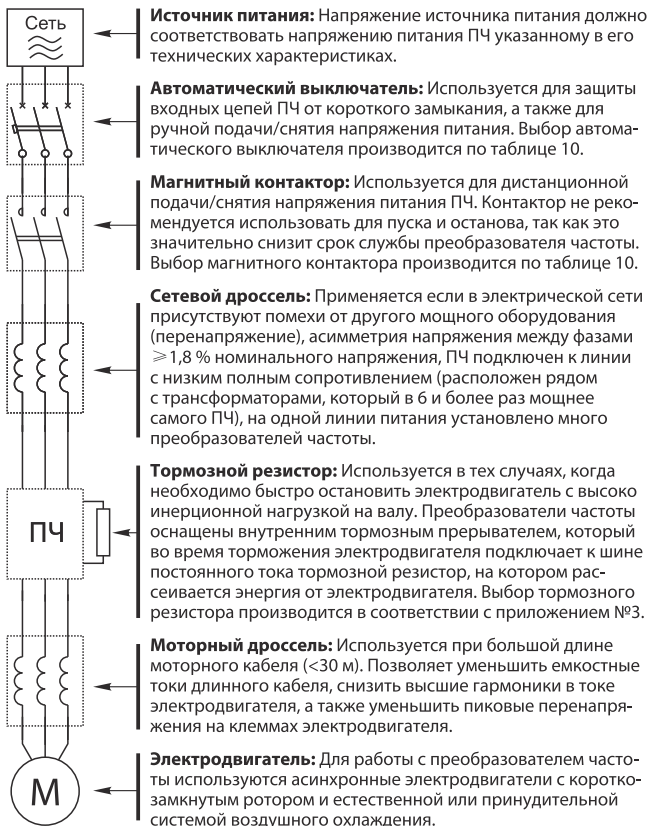 Сеть
Источник питания: Напряжение источника питания должно
соответствовать напряжению питания ПЧ указанному в его
технических характеристиках.
Автоматический выключатель: Используется для защиты
входных цепей ПЧ от короткого замыкания, а также для
ручной подачи/снятия напряжения питания. Выбор автома-
тического выключателя производится по таблице 10.
Магнитный контактор: Используется для дистанционной
подачи/снятия напряжения питания ПЧ. Контактор не реко-
мендуется использовать для пуска и останова, так как это
значительно снизит срок службы преобразователя частоты.
Выбор магнитного контактора производится по таблице 10.
Сетевой дроссель: Применяется если в электрической сети
присутствуют помехи от другого мощного оборудования
(перенапряжение), асимметрия напряжения между фазами
⩾1,8 % номинального напряжения, ПЧ подключен к линии
с низким полным сопротивлением (расположен рядом
с трансформаторами, который в 6 и более раз мощнее
самого ПЧ), на одной линии питания установлено много
преобразователей частоты.
ПЧ
Тормозной резистор: Используется в тех случаях, когда
необходимо быстро остановить электродвигатель с высоко
инерционной нагрузкой на валу. Преобразователи частоты
оснащены внутренним тормозным прерывателем, который
во время торможения электродвигателя подключает к шине
постоянного тока тормозной резистор, на котором рас-
сеивается энергия от электродвигателя. Выбор тормозного
резистора производится в соответствии с приложением №3.
Моторный дроссель: Используется при большой длине
моторного кабеля (<30 м). Позволяет уменьшить емкостные
токи длинного кабеля, снизить высшие гармоники в токе
электродвигателя, а также уменьшить пиковые перенапря-
жения на клеммах электродвигателя.
М
Электродвигатель: Для работы с преобразователем часто-
ты используются асинхронные электродвигатели с коротко-
замкнутым ротором и естественной или принудительной
системой воздушного охлаждения.